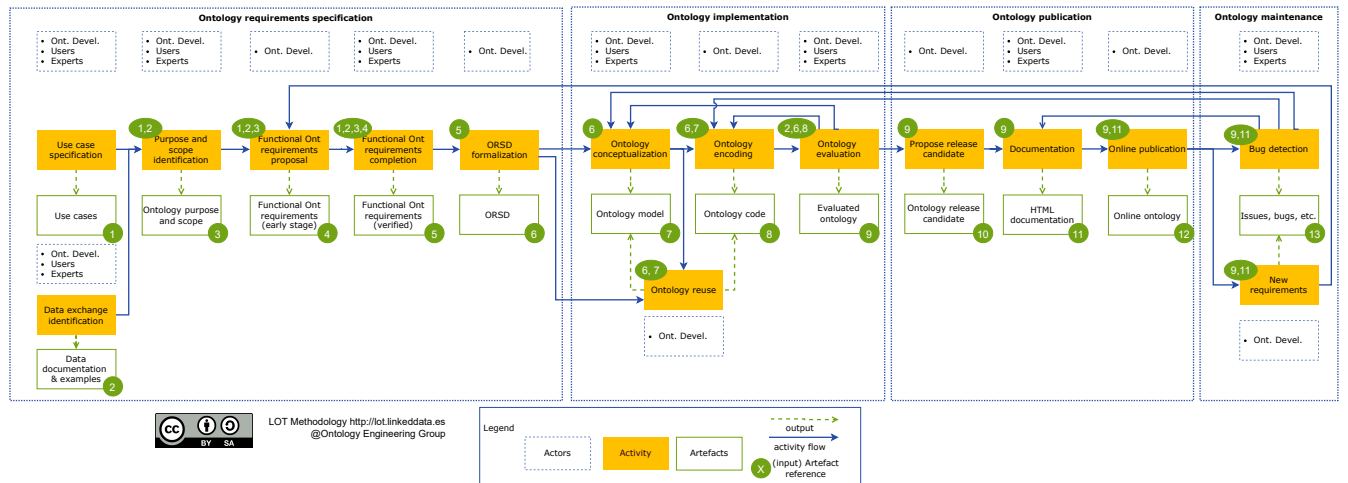 Ontology requirements specification
Ontology implementation
Ontology publication
Ontology maintenance
• Ont. Devel.
• Users
• Experts
• Ont. Devel.
• Users
• Experts
• Ont. Devel.
• Ont. Devel.
• Users
• Experts
• Ont. Devel.
• Ont. Devel.
• Users
• Experts
• Ont. Devel.
• Ont. Devel.
• Users
• Experts
• Ont. Devel.
• Ont. Devel.
• Users
• Experts
• Ont. Devel.
• Ont. Devel.
• Users
• Experts
Use case
specification
1,2
Purpose and
scope identification
1,2,3
Functional Ont
requirements
proposal
1,2,3,4
Functional Ont
requirements
completion
5
ORSD
formalization
6
Ontology
conceptualization
6,7
Ontology
encoding
2,6,8
Ontology
evaluation
9
Propose release
candidate
9
Documentation
9,11
Online publication
9,11
Bug detection
Use cases
1
Ontology purpose
and scope
3
Functional Ont
requirements
(early stage)
4
Functional Ont
requirements
(verified)
5
ORSD
6
Ontology model
7
Ontology code
8
Evaluated
ontology
9
Ontology release
candidate
10
HTML
documentation
11
Online ontology
12
Issues, bugs, etc.
13
• Ont. Devel.
• Users
• Experts
Data exchange
identification
Data
documentation
& examples
2
6, 7
Ontology reuse
• Ont. Devel.
9,11
New
requirements
• Ont. Devel.
cc
BY SA
LOT Methodology http://lot.linkeddata.es
@Ontology Engineering Group
Legend
Actors
Activity
Artefacts
output
activity flow
X
(input) Artefact
reference